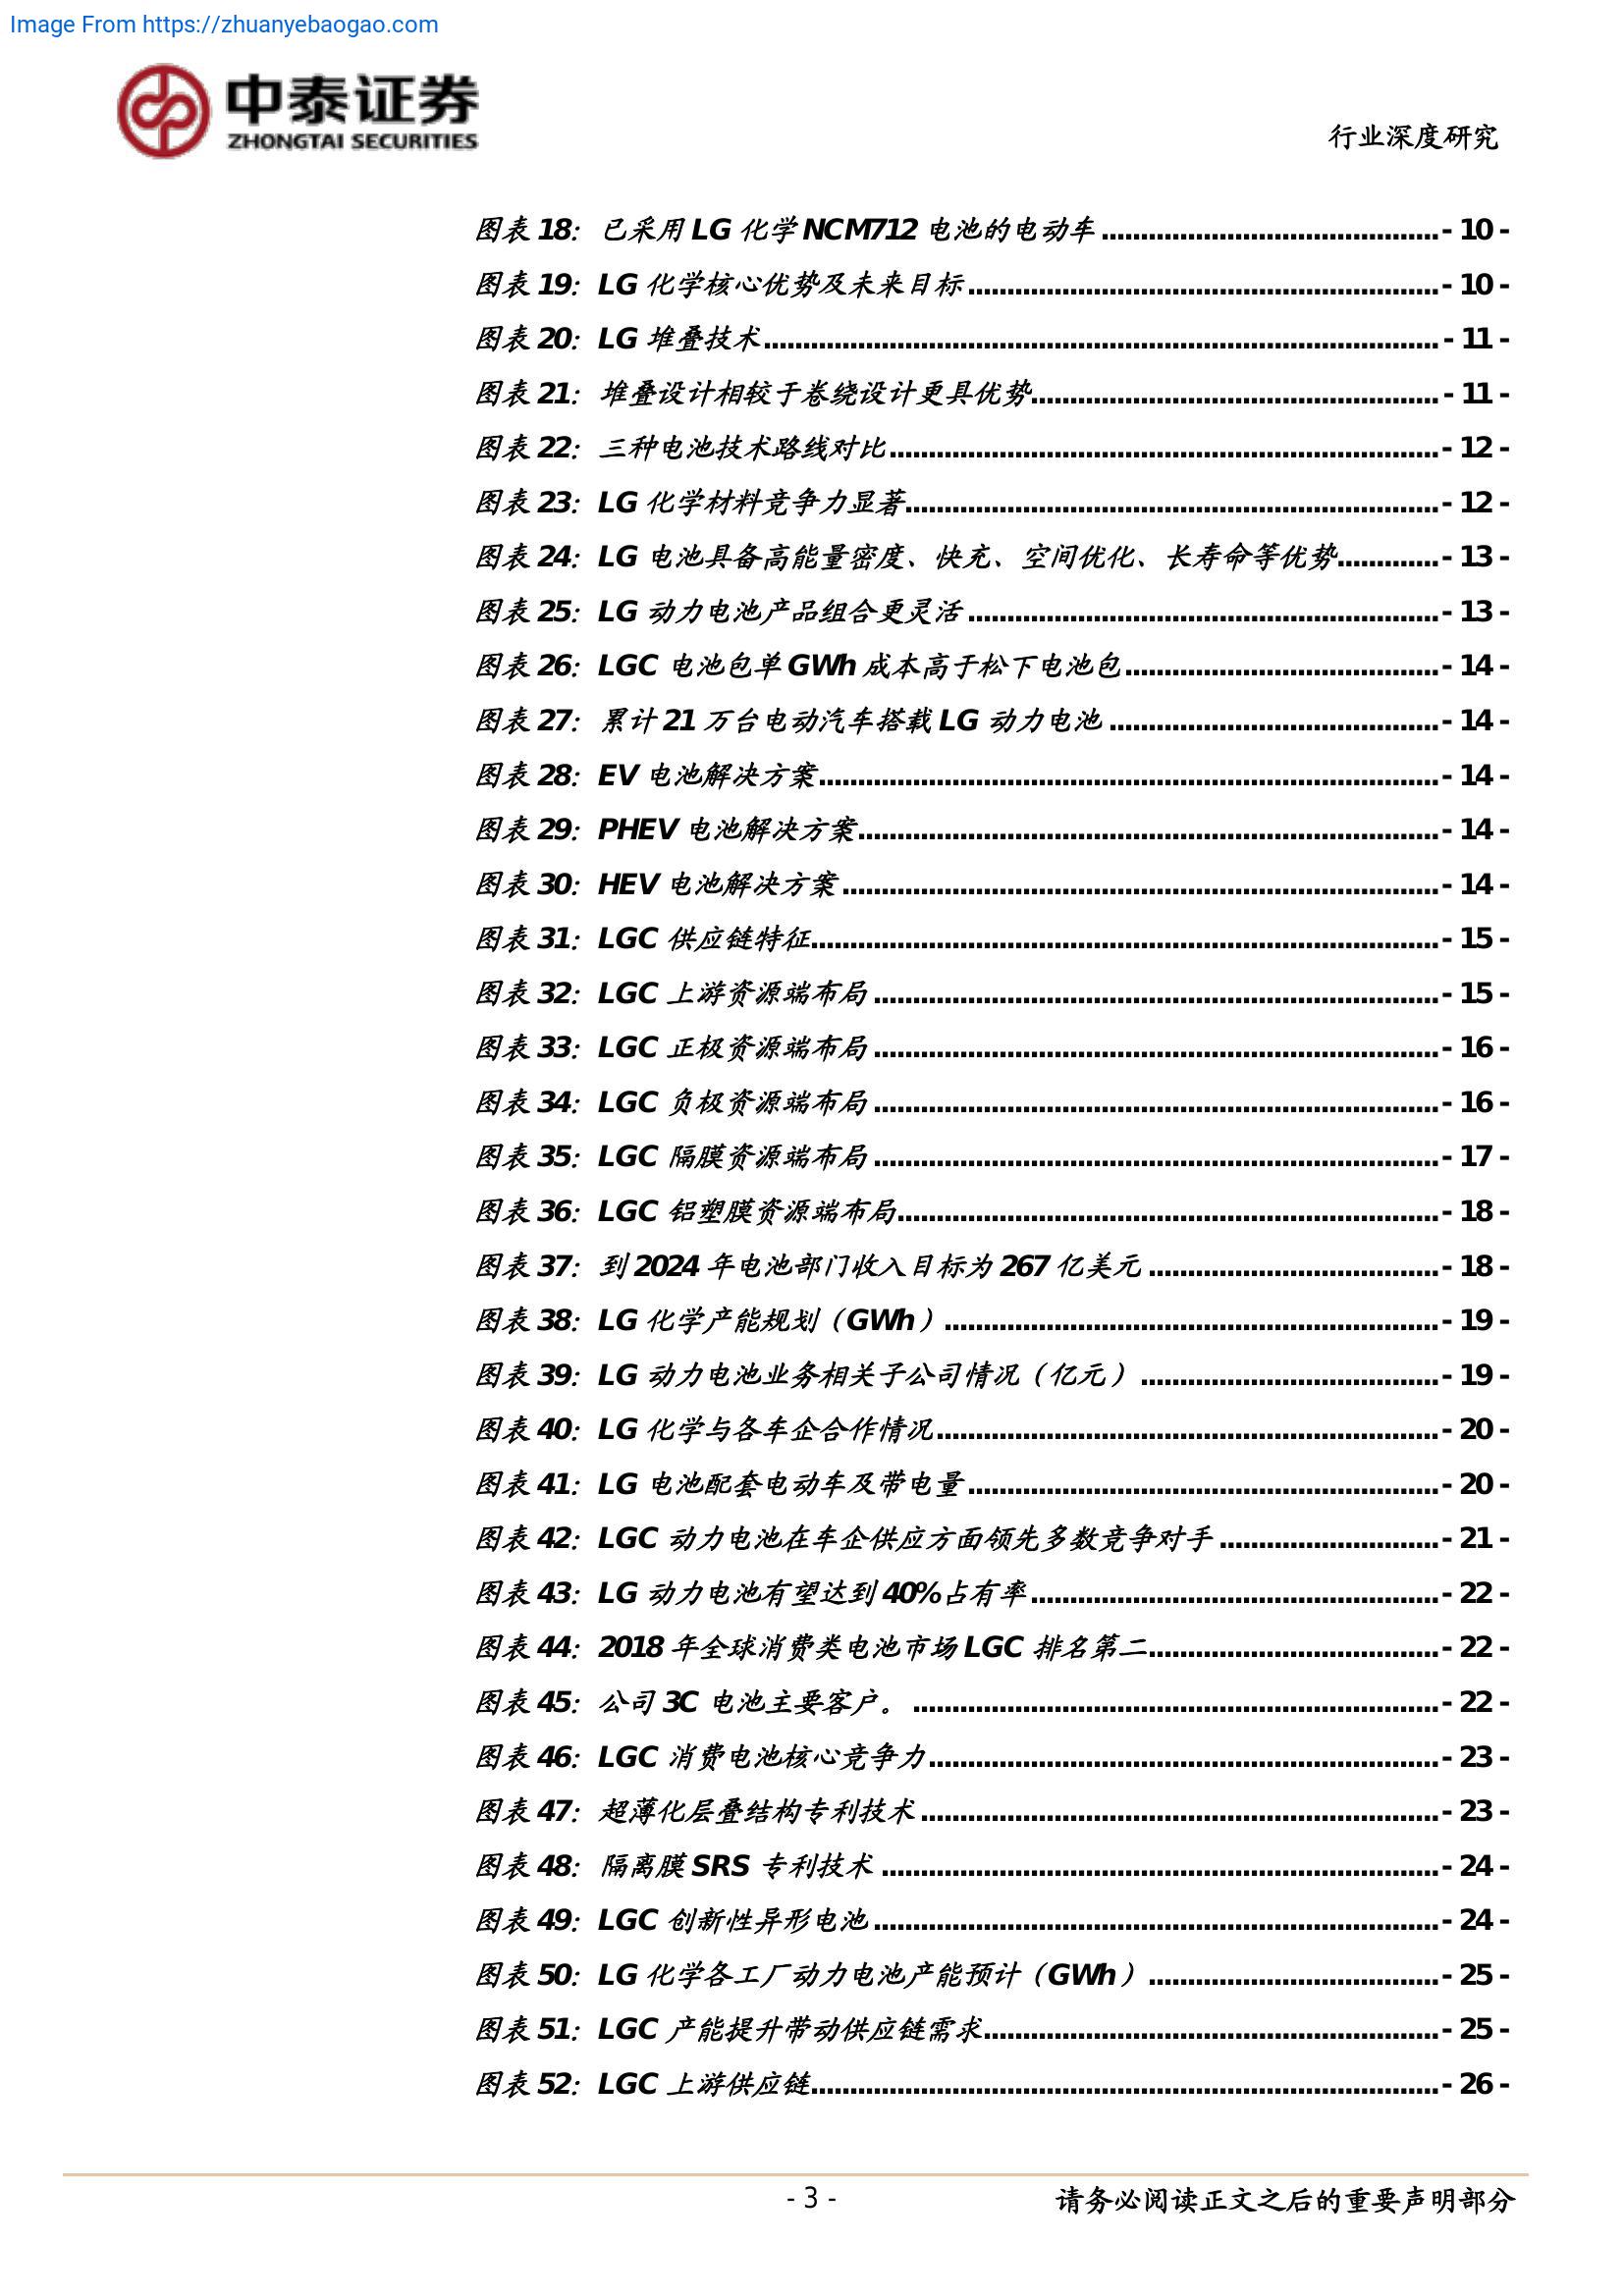 Image From https://zhuanyebaogao.com
中泰证券
ZHONGTAI SECURITIES
行业深度研究
图表 18：已采用 LG 化学 NCM712 电池的电动车 ........................................... - 10 -
图表 19：LG 化学核心优势及未来目标 ............................................................ - 10 -
图表 20：LG 堆叠技术 ...................................................................................... - 11 -
图表 21：堆叠设计相较于卷绕设计更具优势.................................................... - 11 -
图表 22：三种电池技术路线对比...................................................................... - 12 -
图表 23：LG 化学材料竞争力显著.................................................................... - 12 -
图表 24：LG 电池具备高能量密度、快充、空间优化、长寿命等优势............. - 13 -
图表 25：LG 动力电池产品组合更灵活 ............................................................ - 13 -
图表 26：LGC 电池包单 GWh 成本高于松下电池包........................................ - 14 -
图表 27：累计 21 万台电动汽车搭载 LG 动力电池 .......................................... - 14 -
图表 28：EV 电池解决方案............................................................................... - 14 -
图表 29：PHEV 电池解决方案.......................................................................... - 14 -
图表 30：HEV 电池解决方案 ............................................................................ - 14 -
图表 31：LGC 供应链特征................................................................................ - 15 -
图表 32：LGC 上游资源端布局 ........................................................................ - 15 -
图表 33：LGC 正极资源端布局 ........................................................................ - 16 -
图表 34：LGC 负极资源端布局 ........................................................................ - 16 -
图表 35：LGC 隔膜资源端布局 ........................................................................ - 17 -
图表 36：LGC 铝塑膜资源端布局..................................................................... - 18 -
图表 37：到 2024 年电池部门收入目标为 267 亿美元 ..................................... - 18 -
图表 38：LG 化学产能规划（GWh）............................................................... - 19 -
图表 39：LG 动力电池业务相关子公司情况（亿元） ...................................... - 19 -
图表 40：LG 化学与各车企合作情况................................................................ - 20 -
图表 41：LG 电池配套电动车及带电量 ............................................................ - 20 -
图表 42：LGC 动力电池在车企供应方面领先多数竞争对手 ............................ - 21 -
图表 43：LG 动力电池有望达到 40%占有率.................................................... - 22 -
图表 44：2018 年全球消费类电池市场 LGC 排名第二..................................... - 22 -
图表 45：公司 3C 电池主要客户。 ................................................................... - 22 -
图表 46：LGC 消费电池核心竞争力................................................................. - 23 -
图表 47：超薄化层叠结构专利技术 .................................................................. - 23 -
图表 48：隔离膜 SRS 专利技术 ....................................................................... - 24 -
图表 49：LGC 创新性异形电池 ........................................................................ - 24 -
图表 50：LG 化学各工厂动力电池产能预计（GWh） ..................................... - 25 -
图表 51：LGC 产能提升带动供应链需求.......................................................... - 25 -
图表 52：LGC 上游供应链................................................................................ - 26 -
- 3 -
请务必阅读正文之后的重要声明部分